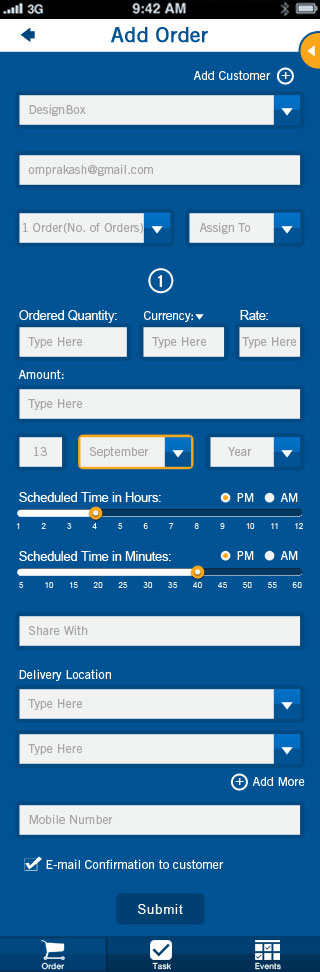 3G 9:42 AM
Add Order
Add Customer
DesignBox
omprakash@gmail.com
1 Order(No. of Orders) Assign To
1
Ordered Quantity: Currency: Rate:
Type Here Type Here Type Here
Amount:
Type Here
13 September Year
Scheduled Time in Hours: PM AM
1 2 3 4 5 6 7 8 9 10 11 12
Scheduled Time in Minutes: PM AM
5 10 15 20 25 30 35 40 45 50 55 60
Share With
Delivery Location
Type Here
Type Here
Add More
Mobile Number
E-mail Confirmation to customer
Submit
Order Task Events